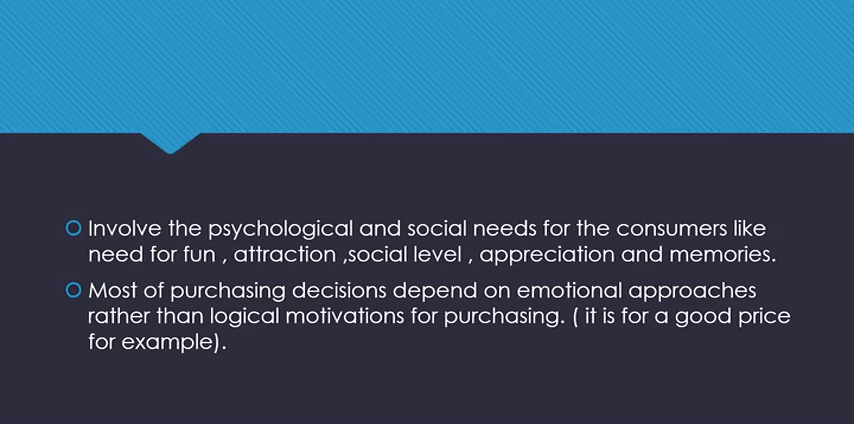 Involve the psychological and social needs for the consumers like
need for fun , attraction ,social level , appreciation and memories.
Most of purchasing decisions depend on emotional approaches
rather than logical motivations for purchasing. ( it is for a good price
for example).